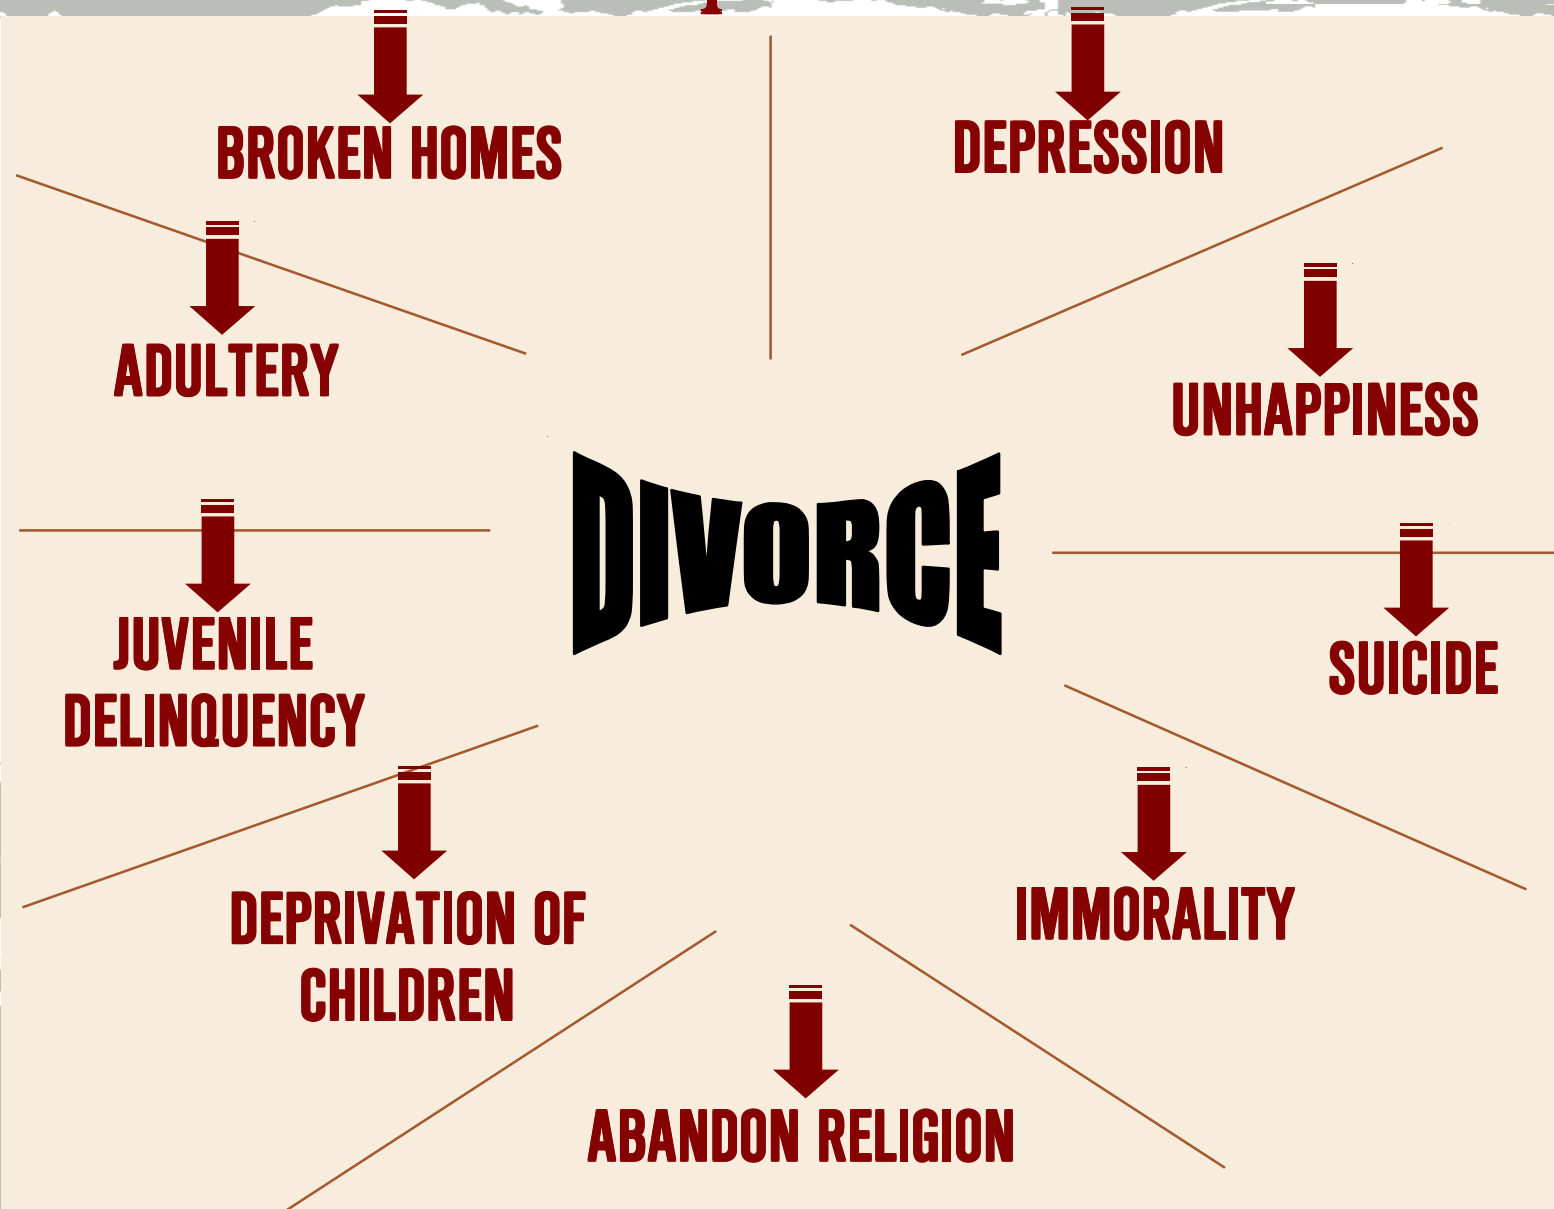 BROKEN HOMES
DEPRESSION
ADULTERY
UNHAPPINESS
DIVORCE
JUVENILE
DELINQUENCY
SUICIDE
DEPRIVATION OF
CHILDREN
IMMORALITY
ABANDON RELIGION